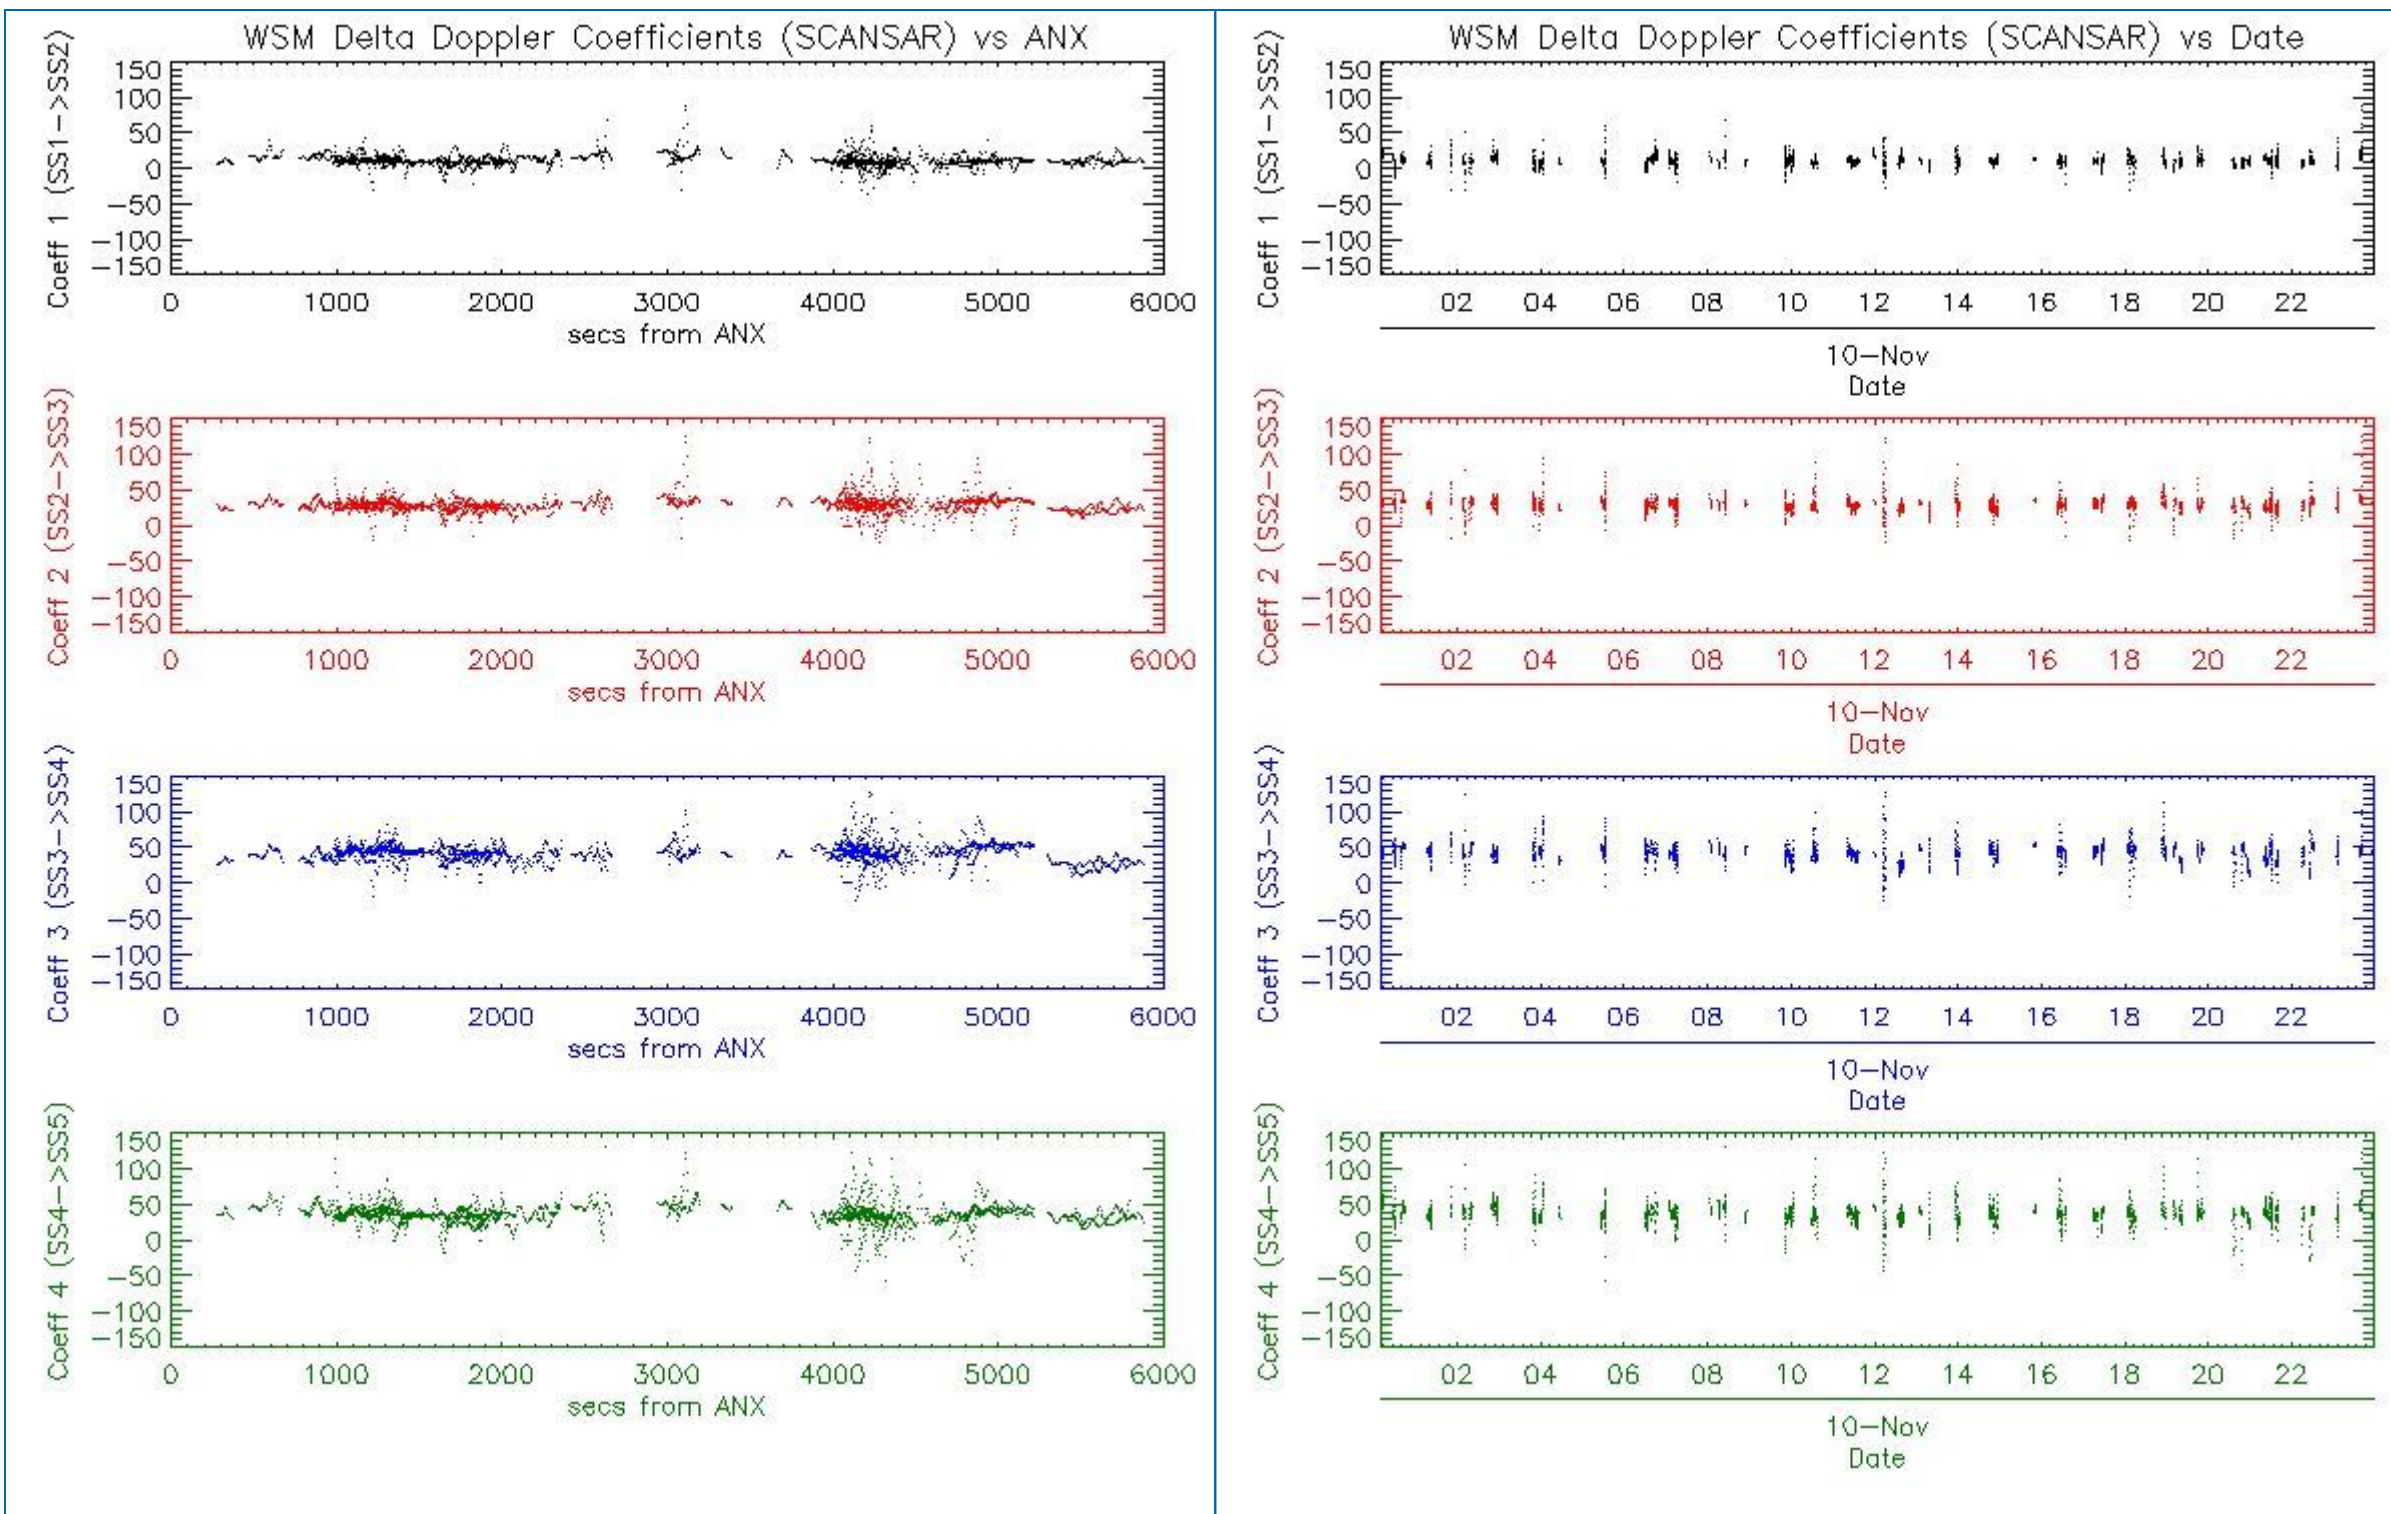 WSM Delta Doppler Coefficients (SCANSAR) vs ANX
Coeff 1 (SS1->SS2)
150
100
50
0
-50
-100
-150
0 1000 2000 3000 4000 5000 6000
secs from ANX
Coeff 2 (SS2->SS3)
150
100
50
0
-50
-100
-150
0 1000 2000 3000 4000 5000 6000
secs from ANX
Coeff 3 (SS3->SS4)
150
100
50
0
-50
-100
-150
0 1000 2000 3000 4000 5000 6000
secs from ANX
Coeff 4 (SS4->SS5)
150
100
50
0
-50
-100
-150
0 1000 2000 3000 4000 5000 6000
secs from ANX
WSM Delta Doppler Coefficients (SCANSAR) vs Date
Coeff 1 (SS1->SS2)
150
100
50
0
-50
-100
-150
02 04 06 08 10 12 14 16 18 20 22
10-Nov
Date
Coeff 2 (SS2->SS3)
150
100
50
0
-50
-100
-150
02 04 06 08 10 12 14 16 18 20 22
10-Nov
Date
Coeff 3 (SS3->SS4)
150
100
50
0
-50
-100
-150
02 04 06 08 10 12 14 16 18 20 22
10-Nov
Date
Coeff 4 (SS4->SS5)
150
100
50
0
-50
-100
-150
02 04 06 08 10 12 14 16 18 20 22
10-Nov
Date